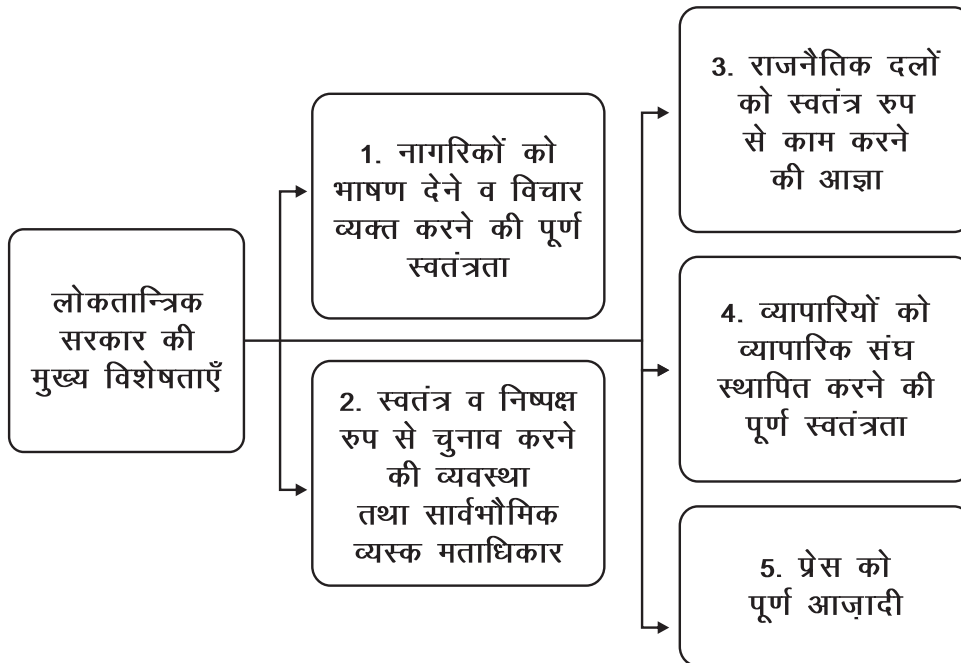 लोकतान्त्रिक
सरकार की
मुख्य विशेषताएँ
1. नागरिकों को
भाषण देने व विचार
व्यक्त करने की पूर्ण
स्वतंत्रता
2. स्वतंत्र व निष्पक्ष
रुप से चुनाव करने
की व्यवस्था
तथा सार्वभौमिक
व्यस्क मताधिकार
3. राजनैतिक दलों
को स्वतंत्र रुप
से काम करने
की आज्ञा
4. व्यापारियों को
व्यापारिक संघ
स्थापित करने की
पूर्ण स्वतंत्रता
5. प्रेस को
पूर्ण आज़ादी